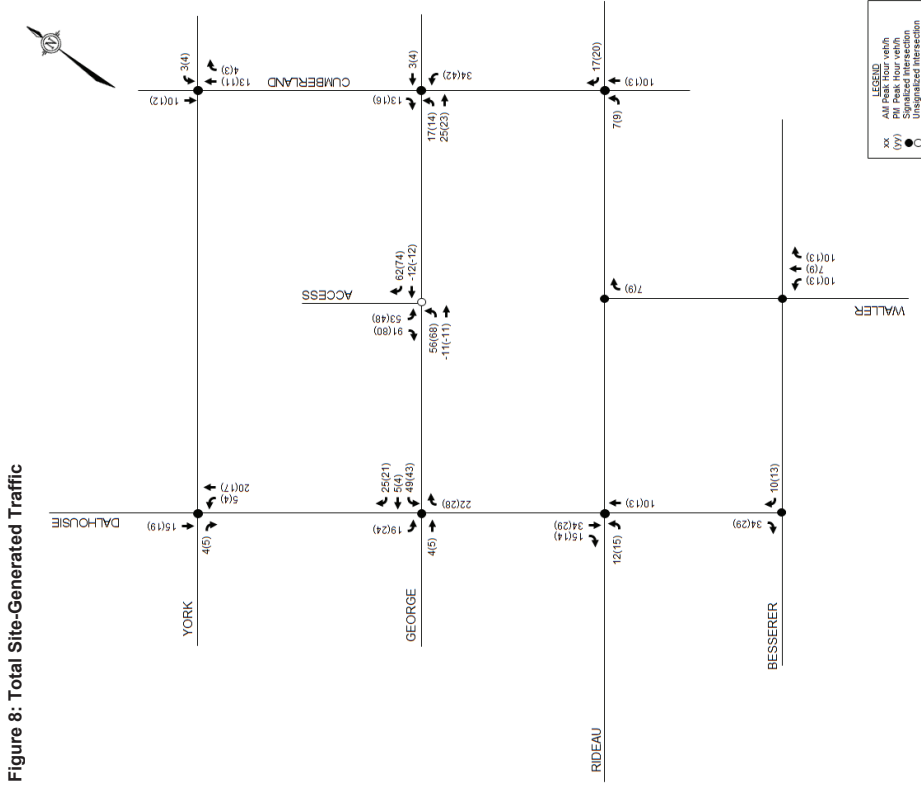 Figure 8: Total Site-Generated Traffic
N
DALHOUSIE
CUMBERLAND
ACCESS
YORK
GEORGE
RIDEAU
BESSERER
WALLER
15(19)
4(5)
5(4)
20(17)
10(12)
3(4)
13(11)
4(3)
25(21)
5(4)
49(43)
19(24)
4(5)
22(28)
91(80)
53(48)
62(74)
-12(-12)
56(68)
-11(-11)
13(16)
17(14)
25(23)
3(4)
34(42)
15(14)
34(29)
12(15)
10(13)
7(9)
17(20)
7(9)
10(13)
34(29)
10(13)
10(13)
7(9)
10(13)
LEGEND
xx AM Peak Hour veh/h
(yy) PM Peak Hour veh/h
Signalized Intersection
Unsignalized Intersection